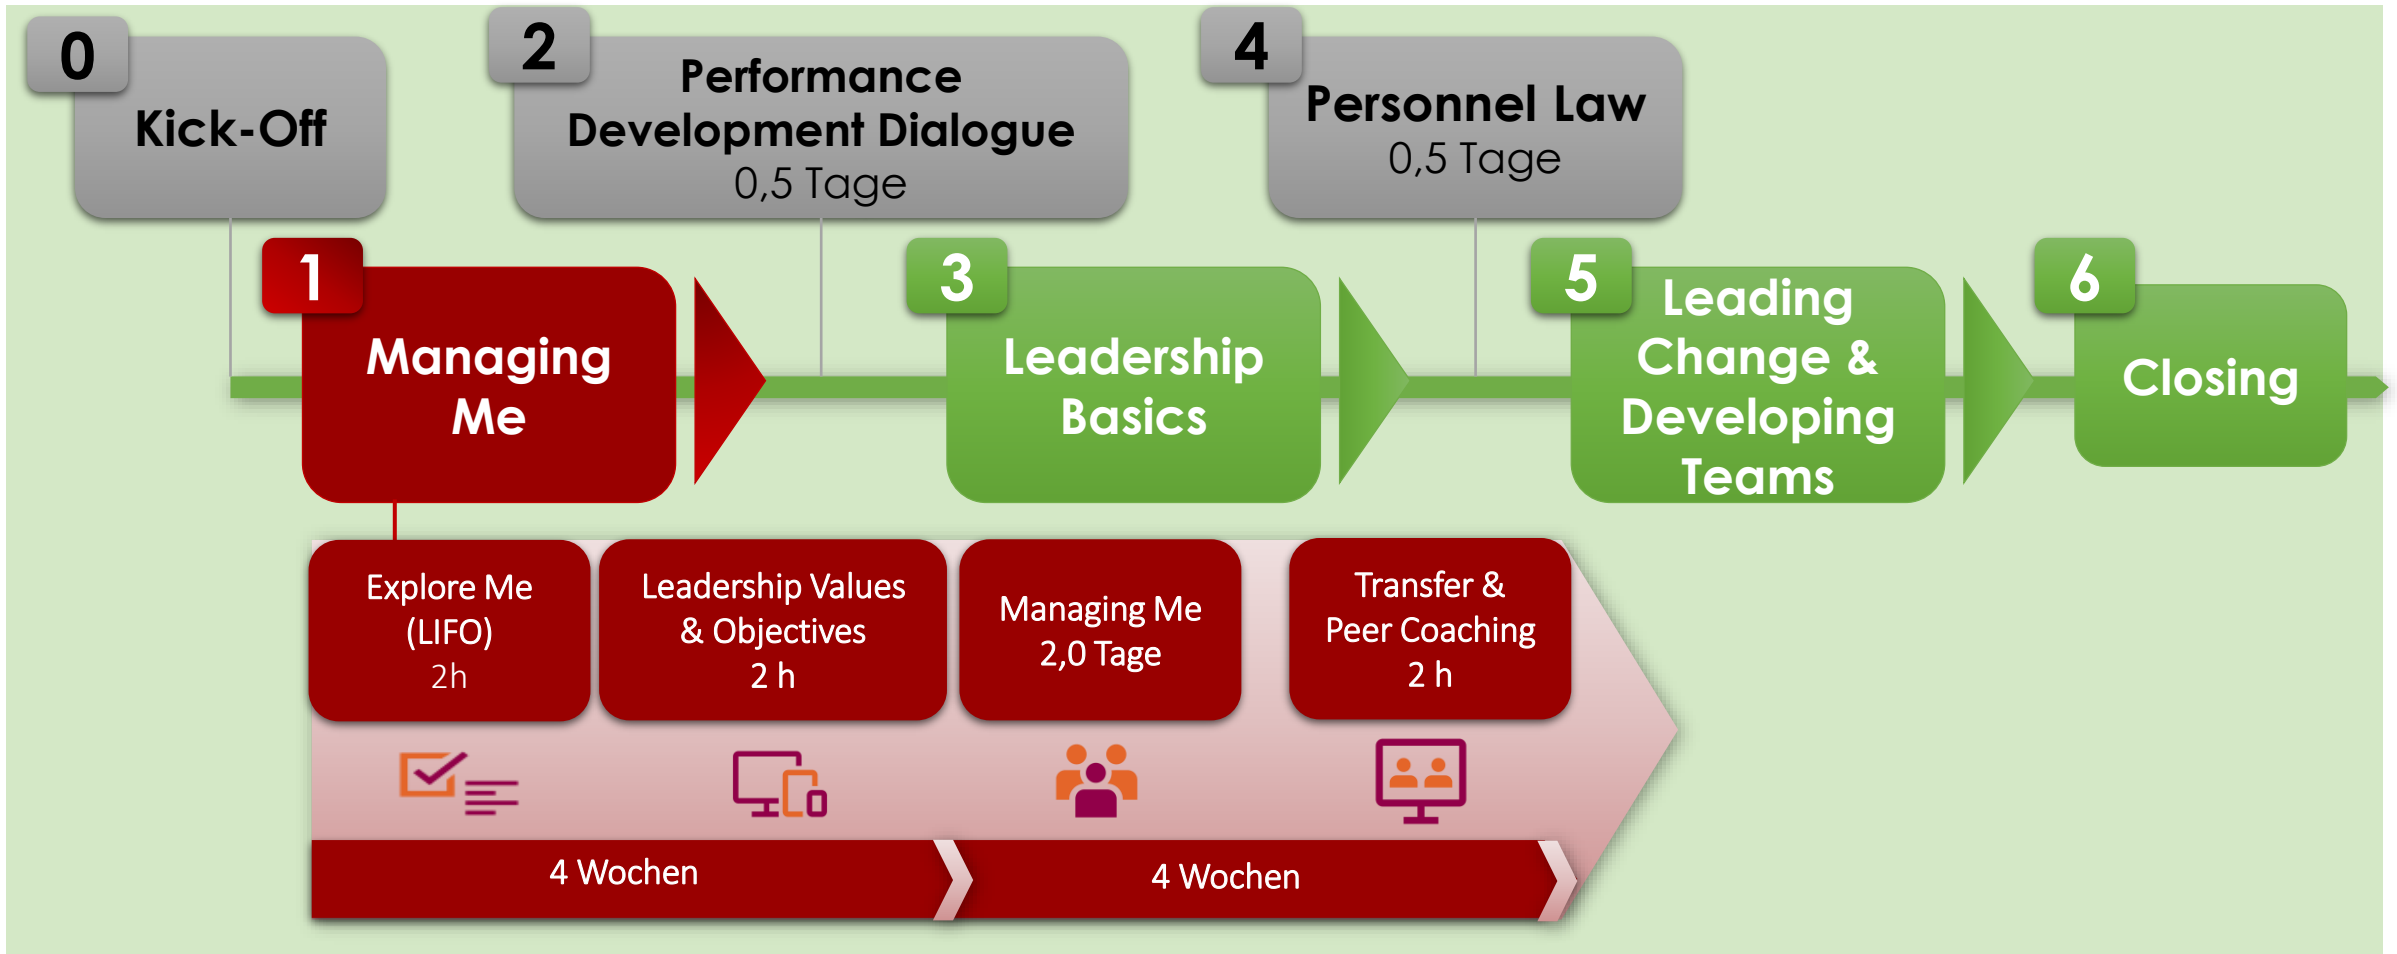 0
Kick-Off
2
Performance
Development Dialogue
0,5 Tage
4
Personnel Law
0,5 Tage
1
Managing
Me
3
Leadership
Basics
5
Leading
Change &
Developing
Teams
6
Closing
Explore Me
(LIFO)
2h
Leadership Values
& Objectives
2 h
Managing Me
2,0 Tage
Transfer &
Peer Coaching
2 h
4 Wochen
4 Wochen